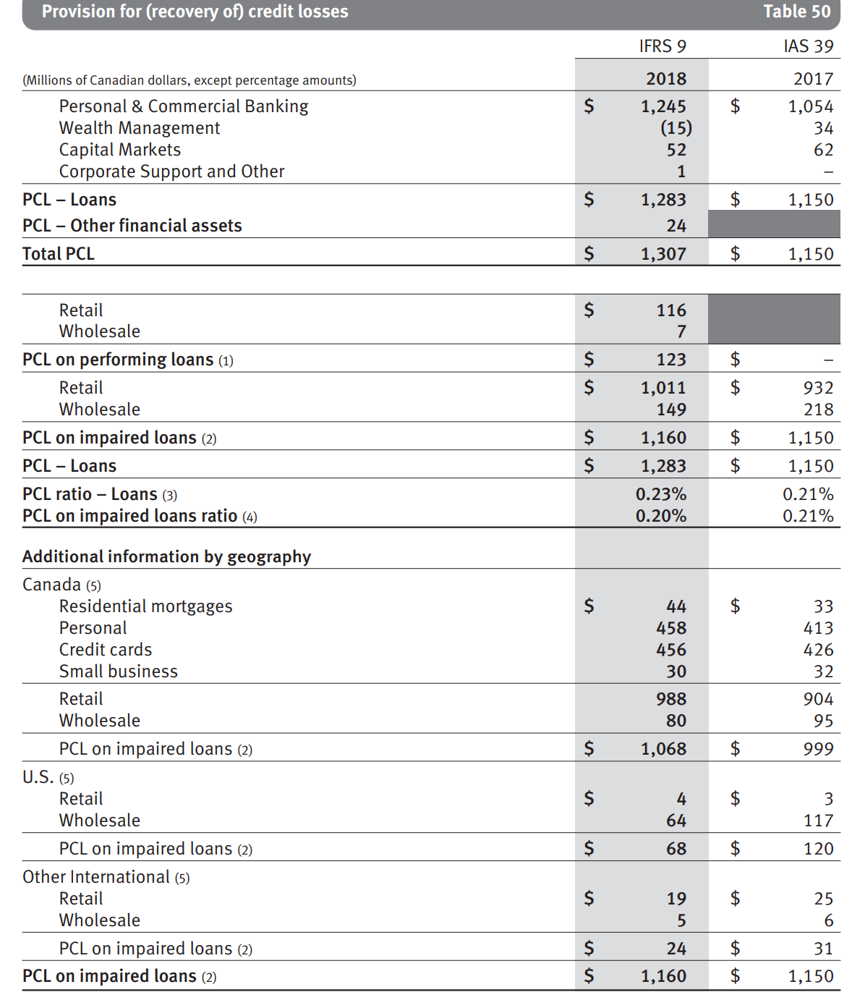 Provision for (recovery of) credit losses Table 50
IFRS 9 IAS 39
(Millions of Canadian dollars, except percentage amounts) 2018 2017
Personal & Commercial Banking $ 1,245 $ 1,054
Wealth Management (15) 34
Capital Markets 52 62
Corporate Support and Other 1 –
PCL – Loans $ 1,283 $ 1,150
PCL – Other financial assets 24
Total PCL $ 1,307 $ 1,150
Retail $ 116
Wholesale 7
PCL on performing loans (1) $ 123 $ –
Retail $ 1,011 $ 932
Wholesale 149 218
PCL on impaired loans (2) $ 1,160 $ 1,150
PCL – Loans $ 1,283 $ 1,150
PCL ratio – Loans (3) 0.23% 0.21%
PCL on impaired loans ratio (4) 0.20% 0.21%
Additional information by geography
Canada (5)
Residential mortgages $ 44 $ 33
Personal 458 413
Credit cards 456 426
Small business 30 32
Retail 988 904
Wholesale 80 95
PCL on impaired loans (2) $ 1,068 $ 999
U.S. (5)
Retail $ 4 $ 3
Wholesale 64 117
PCL on impaired loans (2) $ 68 $ 120
Other International (5)
Retail $ 19 $ 25
Wholesale 5 6
PCL on impaired loans (2) $ 24 $ 31
PCL on impaired loans (2) $ 1,160 $ 1,150